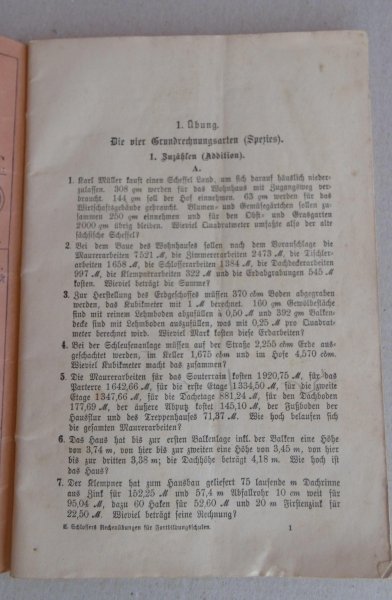 1. Übung.
Die vier Grundrechnungsarten (Spezies).
1. Zuzählen (Addition).
A.
1. Karl Müller kauft einen Scheffel Land, um sich darauf häuslich nieder-
zulassen. 308 qm werden für das Wohnhaus mit Zugangsweg ver-
braucht. 144 qm soll der Hof einnehmen. 63 qm werden für das
Wirtschaftsgebäude gebraucht. Blumen- und Gemüsegärtchen sollen zu-
sammen 250 qm einnehmen und für den Obst- und Grasgarten
2000 qm übrig bleiben. Wieviel Quadratmeter umfaßte also der alte
sächsische Scheffel?
2. Bei dem Baue des Wohnhauses sollen nach dem Voranschlage die
Maurerarbeiten 7521 M, die Zimmererarbeiten 2473 M, die Tischler-
arbeiten 1658 M, die Schlosserarbeiten 1384 M, die Dachdeckerarbeiten
997 M, die Klempnerarbeiten 322 M und die Erdabgrabungen 545 M
kosten. Wieviel beträgt die Summe?
3. Zur Herstellung des Erdgeschosses müssen 370 cbm Boden abgegraben
werden, das Kubikmeter mit 1 M berechnet. 160 qm Gewölbefläche
sind mit reinem Lehmboden abzufüllen à 0,50 M und 392 qm Balken-
decke sind mit Lehmboden auszufüllen, was mit 0,25 M pro Quadrat-
meter berechnet wird. Wieviel Mark kosten diese Erdarbeiten?
4. Bei der Schleusenanlage müssen auf der Straße 2,255 cbm Erde aus-
geschachtet werden, im Keller 1,675 cbm und im Hofe 4,570 cbm.
Wieviel Kubikmeter macht das zusammen?
5. Die Maurerarbeiten für das Souterrain kosten 1920,75 M, für das
Parterre 1642,66 M, für die erste Etage 1334,50 M, für die zweite
Etage 1347,66 M, für die Dachetage 881,24 M, für den Dachboden
177,69 M, der äußere Abputz kostet 145,10 M, der Fußboden der
Hausflur und des Treppenhauses 71,37 M. Wie hoch belaufen sich
die gesamten Maurerarbeiten?
6. Das Haus hat bis zur ersten Balkenlage inkl. der Balken eine Höhe
von 3,74 m, von hier bis zur zweiten eine Höhe von 3,45 m, von hier
bis zur dritten 3,38 m; die Dachhöhe beträgt 4,18 m. Wie hoch ist
das Haus?
7. Der Klempner hat zum Hausbau geliefert 75 laufende m Dachrinne
aus Zink für 152,25 M und 57,4 m Abfallrohr 10 cm weit für
95,04 M, dazu 60 Haken für 52,60 M und 20 m Firstenzink für
22,50 M. Wieviel beträgt seine Rechnung?
E. Schlossers Rechenübungen für Fortbildungsschulen. 1